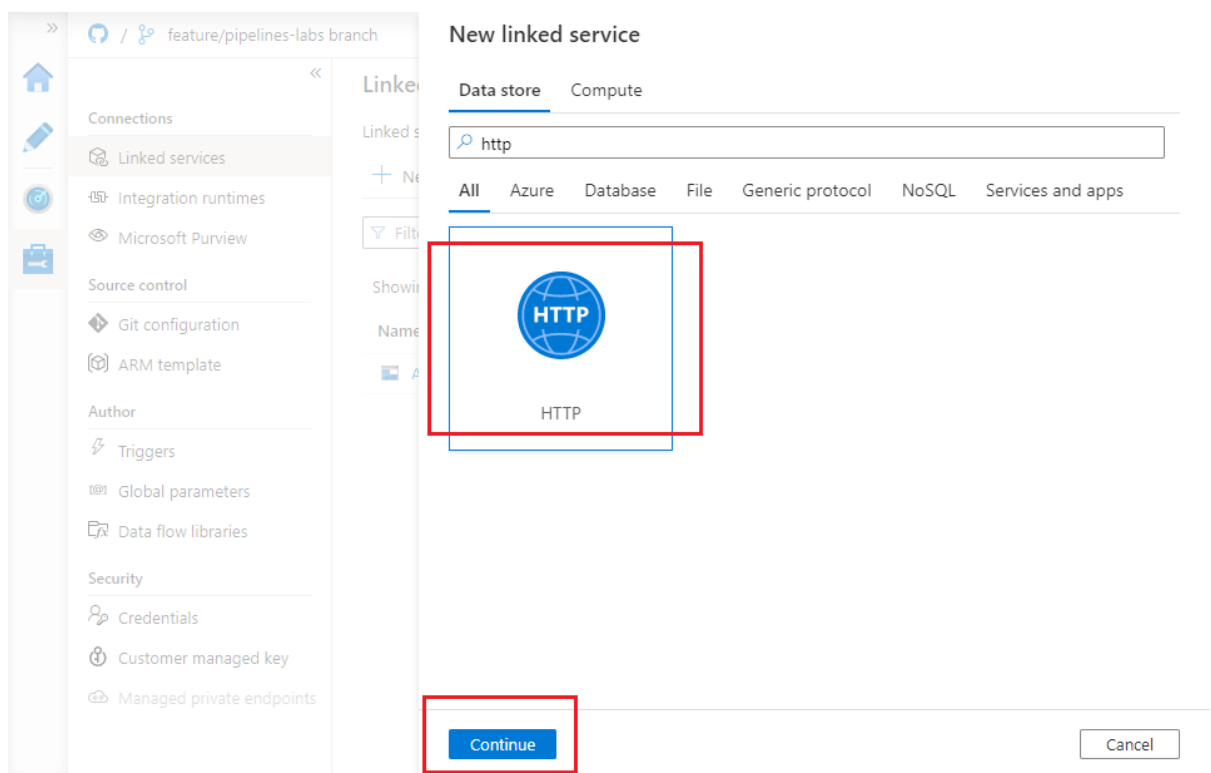 feature/pipelines-labs branch
Connections
Linked services
Integration runtimes
Microsoft Purview
Source control
Git configuration
ARM template
Author
Triggers
Global parameters
Data flow libraries
Security
Credentials
Customer managed key
Managed private endpoints
Linke
Linked s
Ne
Filt
Showi
Name
A
New linked service
Data store Compute
http
All Azure Database File Generic protocol NoSQL Services and apps
HTTP
HTTP
Continue Cancel